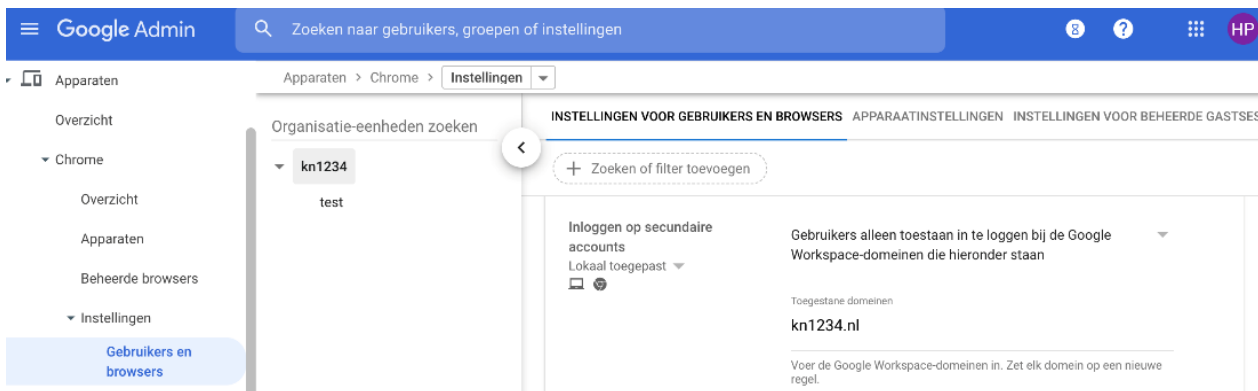 Google Admin
Zoeken naar gebruikers, groepen of instellingen
8
?
HP
Apparaten
Overzicht
Chrome
Overzicht
Apparaten
Beheerde browsers
Instellingen
Gebruikers en
browsers
Apparaten > Chrome > Instellingen
Organisatie-eenheden zoeken
kn1234
test
INSTELLINGEN VOOR GEBRUIKERS EN BROWSERS APPARAATINSTELLINGEN INSTELLINGEN VOOR BEHEERDE GASTSES
Zoeken of filter toevoegen
Inloggen op secundaire
accounts
Lokaal toegepast
Gebruikers alleen toestaan in te loggen bij de Google
Workspace-domeinen die hieronder staan
Toegestane domeinen
kn1234.nl
Voer de Google Workspace-domeinen in. Zet elk domein op een nieuwe
regel.